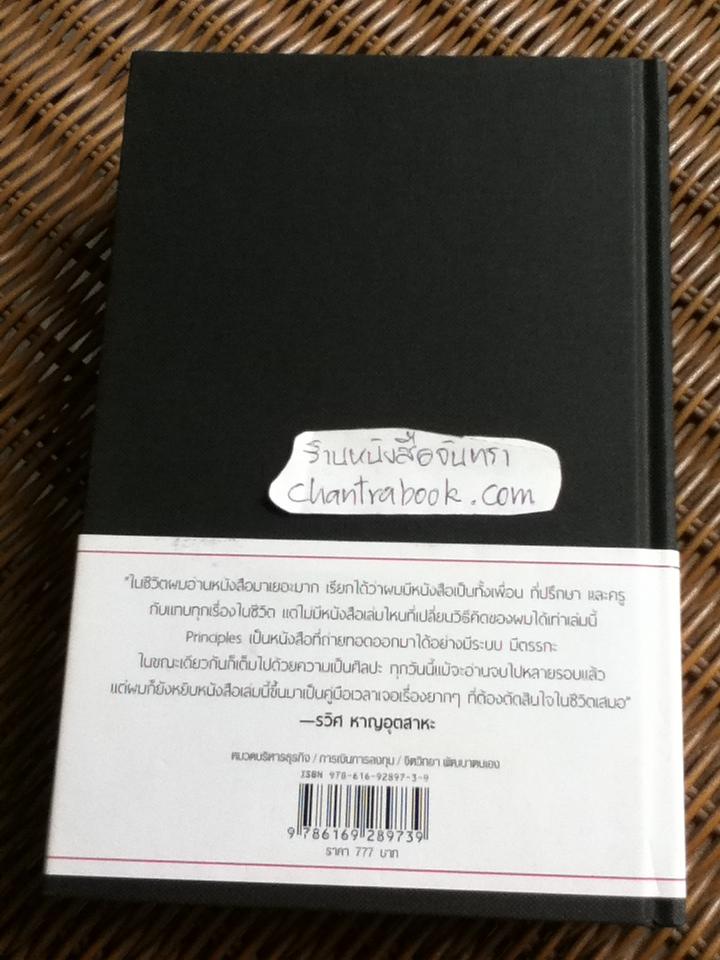 ร้านหนังสือจันทรา
chantrabook.com
"ในชีวิตผมอ่านหนังสือมาเยอะมาก เรียกได้ว่าผมมีหนังสือเป็นทั้งเพื่อน ที่ปรึกษา และครู
กับแทบทุกเรื่องในชีวิต แต่ไม่มีหนังสือเล่มไหนที่เปลี่ยนวิธีคิดของผมได้เท่าเล่มนี้
Principles เป็นหนังสือที่ถ่ายทอดออกมาได้อย่างมีระบบ มีตรรกะ
ในขณะเดียวกันก็เต็มไปด้วยความเป็นศิลปะ ทุกวันนี้แม้จะอ่านจบไปหลายรอบแล้ว
แต่ผมก็ยังหยิบหนังสือเล่มนี้ขึ้นมาเป็นคู่มือเวลาเจอเรื่องยากๆ ที่ต้องตัดสินใจในชีวิตเสมอ"
—รวิศ หาญอุตสาหะ
หมวดบริหารธุรกิจ / การเงินการลงทุน / จิตวิทยา พัฒนาตนเอง
ISBN 978-616-92897-3-9
9 786169 289739
ราคา 777 บาท